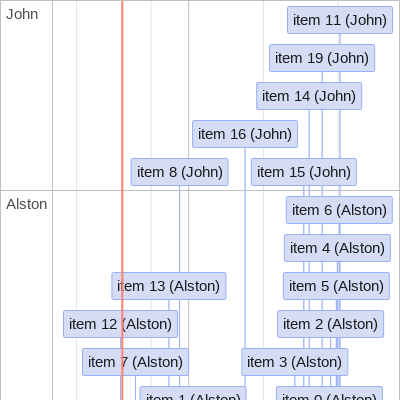 John
item 11 (John)
item 19 (John)
item 14 (John)
item 16 (John)
item 8 (John)
item 15 (John)
Alston
item 6 (Alston)
item 4 (Alston)
item 13 (Alston)
item 5 (Alston)
item 12 (Alston)
item 2 (Alston)
item 7 (Alston)
item 3 (Alston)
item 1 (Alston)
item 0 (Alston)